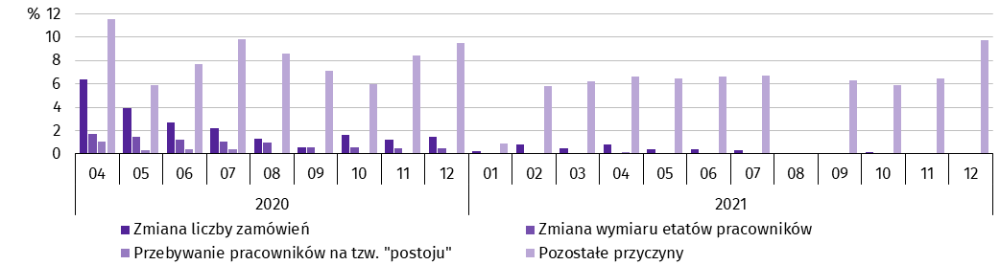 % 12
10
8
6
4
2
0
04 05 06 07 08 09 10 11 12 01 02 03 04 05 06 07 08 09 10 11 12
2020 2021
Zmiana liczby zamówień Zmiana wymiaru etatów pracowników
Przebywanie pracowników na tzw. "postoju" Pozostałe przyczyny